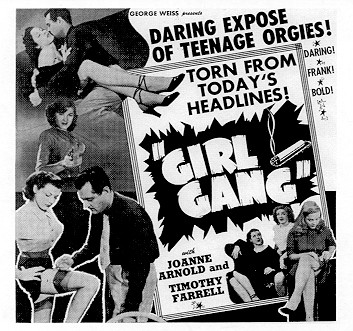 GEORGE WEISS presents
DARING EXPOSE
OF TEENAGE ORGIES!
TORN FROM
TODAY'S
HEADLINES!
DARING!
FRANK!
BOLD!
"GIRL
GANG"
with
JOANNE
ARNOLD and
TIMOTHY
FARRELL